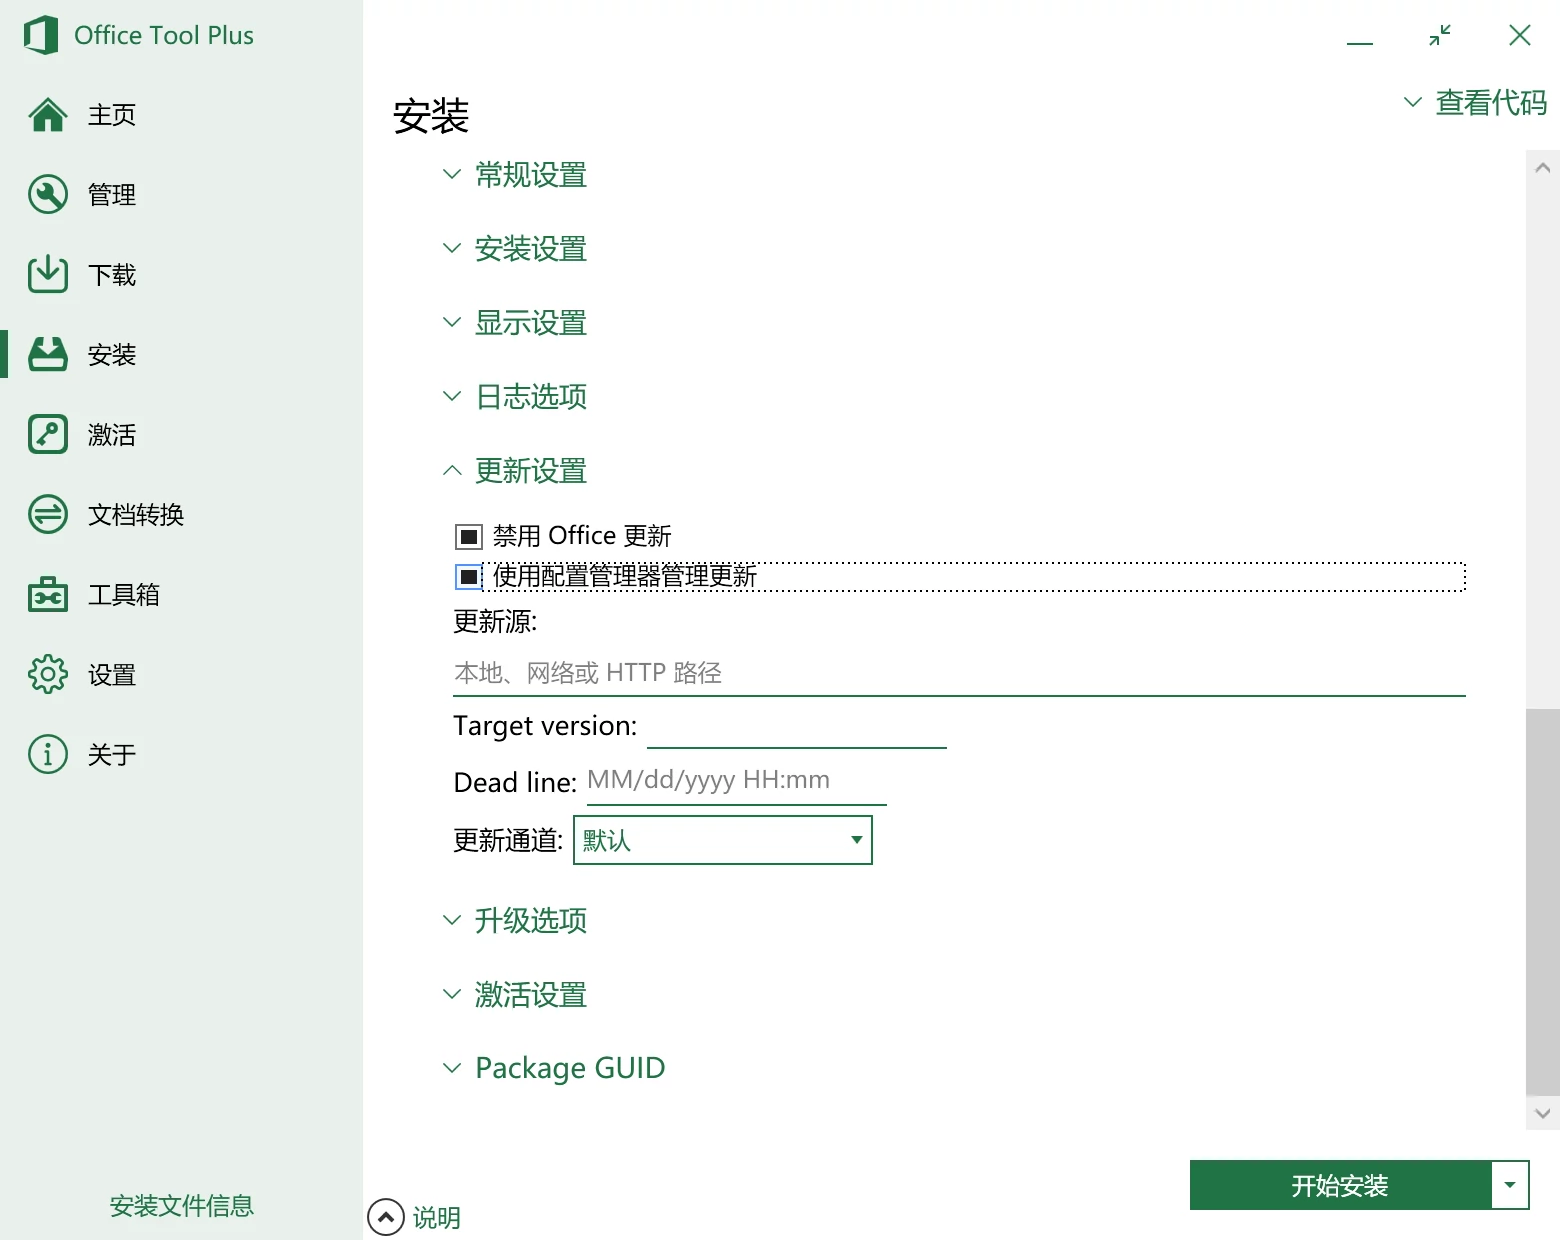 Office Tool Plus
主页
管理
下载
安装
激活
文档转换
工具箱
设置
关于
安装文件信息
安装
查看代码
常规设置
安装设置
显示设置
日志选项
更新设置
禁用 Office 更新
使用配置管理器管理更新
更新源:
本地、网络或 HTTP 路径
Target version:
Dead line: MM/dd/yyyy HH:mm
更新通道: 默认
升级选项
激活设置
Package GUID
开始安装
说明